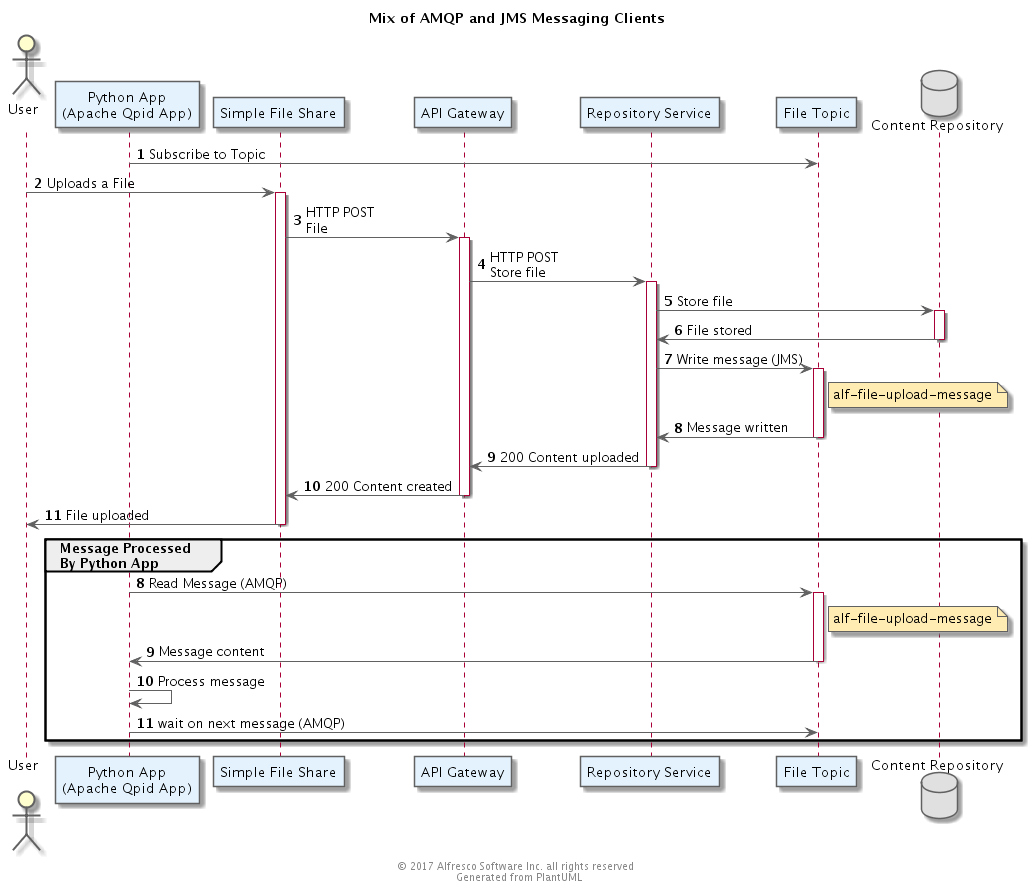 Mix of AMQP and JMS Messaging Clients
User
Python App
(Apache Qpid App)
Simple File Share
API Gateway
Repository Service
File Topic
Content Repository
1 Subscribe to Topic
2 Uploads a File
3 HTTP POST
File
4 HTTP POST
Store file
5 Store file
6 File stored
7 Write message (JMS)
alf-file-upload-message
8 Message written
9 200 Content uploaded
10 200 Content created
11 File uploaded
Message Processed
By Python App
8 Read Message (AMQP)
alf-file-upload-message
9 Message content
10 Process message
11 wait on next message (AMQP)
User
Python App
(Apache Qpid App)
Simple File Share
API Gateway
Repository Service
File Topic
Content Repository
© 2017 Alfresco Software Inc. all rights reserved
Generated from PlantUML